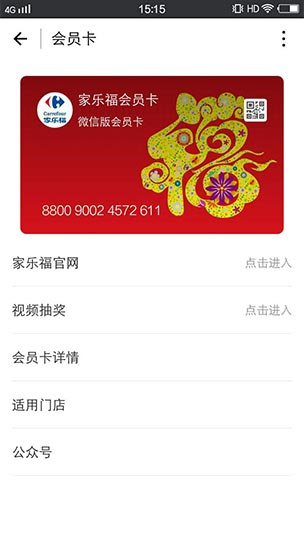 4G 15:15 HD
会员卡
家乐福会员卡
微信版会员卡
Carrefour
家乐福
8800 9002 4572 611
家乐福官网 点击进入
视频抽奖 点击进入
会员卡详情
适用门店
公众号